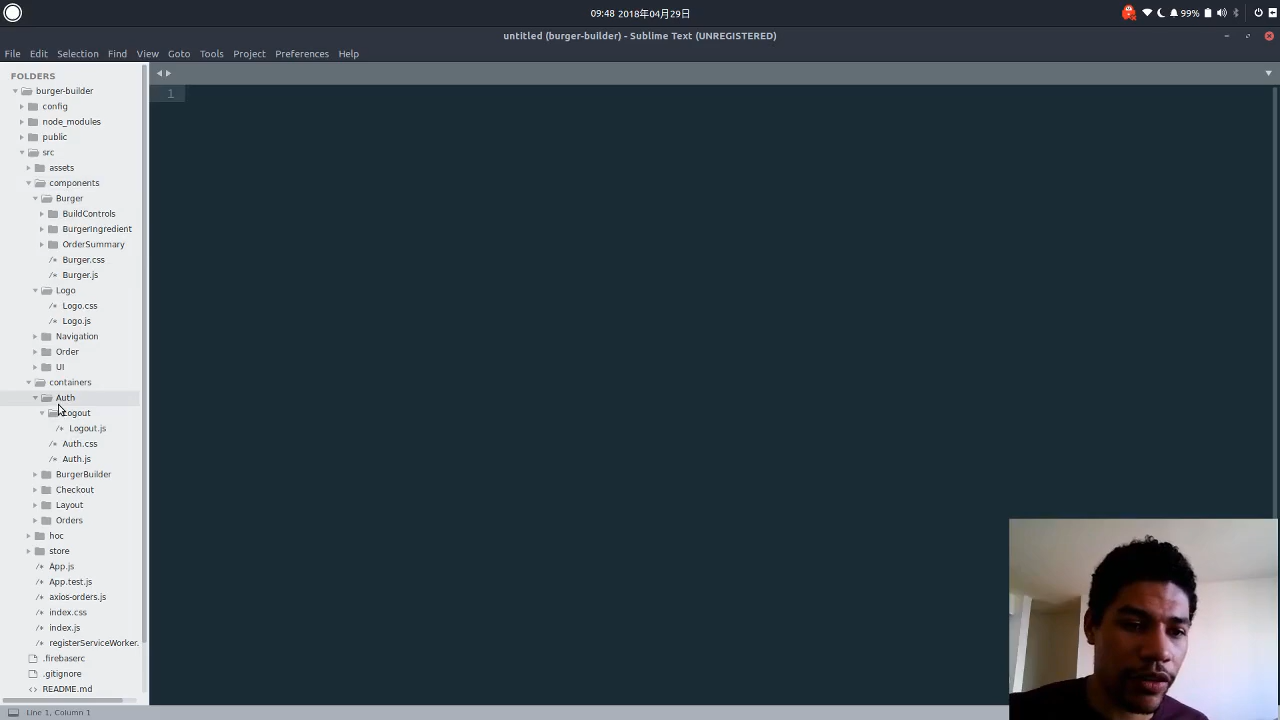 09:48 2018年04月29日
99%
untitled (burger-builder) - Sublime Text (UNREGISTERED)
File Edit Selection Find View Goto Tools Project Preferences Help
FOLDERS
burger-builder
config
node_modules
public
src
assets
components
Burger
BuildControls
BurgerIngredient
OrderSummary
/* Burger.css
/* Burger.js
Logo
/* Logo.css
/* Logo.js
Navigation
Order
UI
containers
Auth
Logout
/* Logout.js
/* Auth.css
/* Auth.js
BurgerBuilder
Checkout
Layout
Orders
hoc
store
/* App.js
/* App.test.js
/* axios-orders.js
/* index.css
/* index.js
/* registerServiceWorker.
.firebaserc
.gitignore
<> README.md
1
Line 1, Column 1